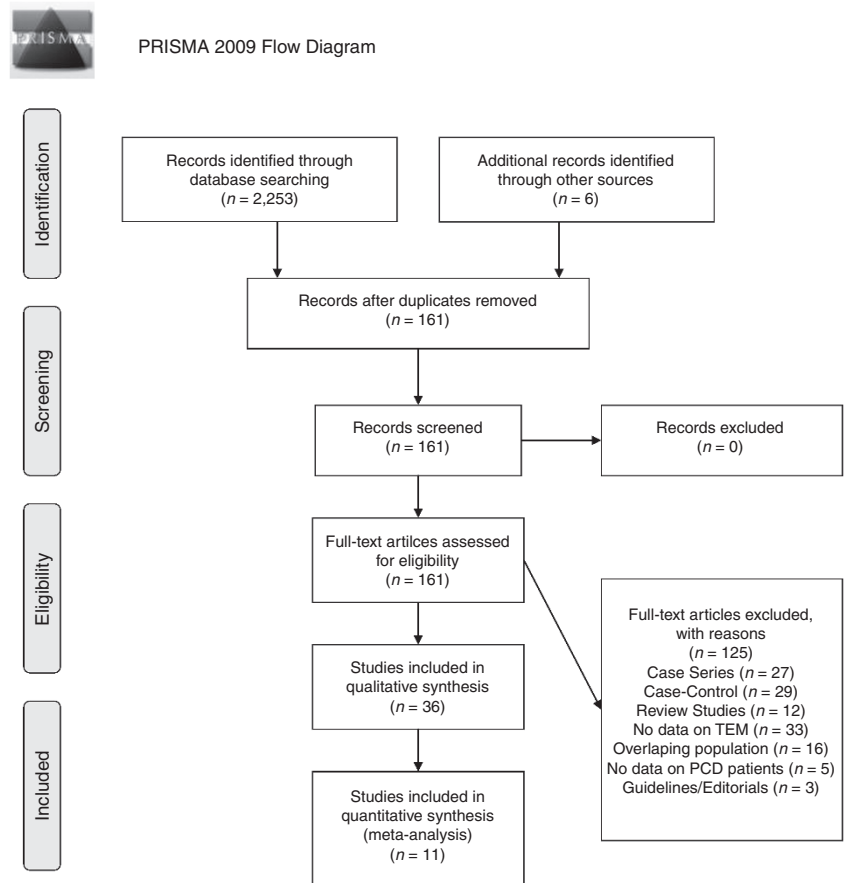 PRISMA
PRISMA 2009 Flow Diagram
Identification
Records identified through
database searching
(n = 2,253)
Additional records identified
through other sources
(n = 6)
Records after duplicates removed
(n = 161)
Screening
Records screened
(n = 161)
Records excluded
(n = 0)
Eligibility
Full-text artilces assessed
for eligibility
(n = 161)
Full-text articles excluded,
with reasons
(n = 125)
Case Series (n = 27)
Case-Control (n = 29)
Review Studies (n = 12)
No data on TEM (n = 33)
Overlaping population (n = 16)
No data on PCD patients (n = 5)
Guidelines/Editorials (n = 3)
Studies included in
qualitative synthesis
(n = 36)
Included
Studies included in
quantitative synthesis
(meta-analysis)
(n = 11)